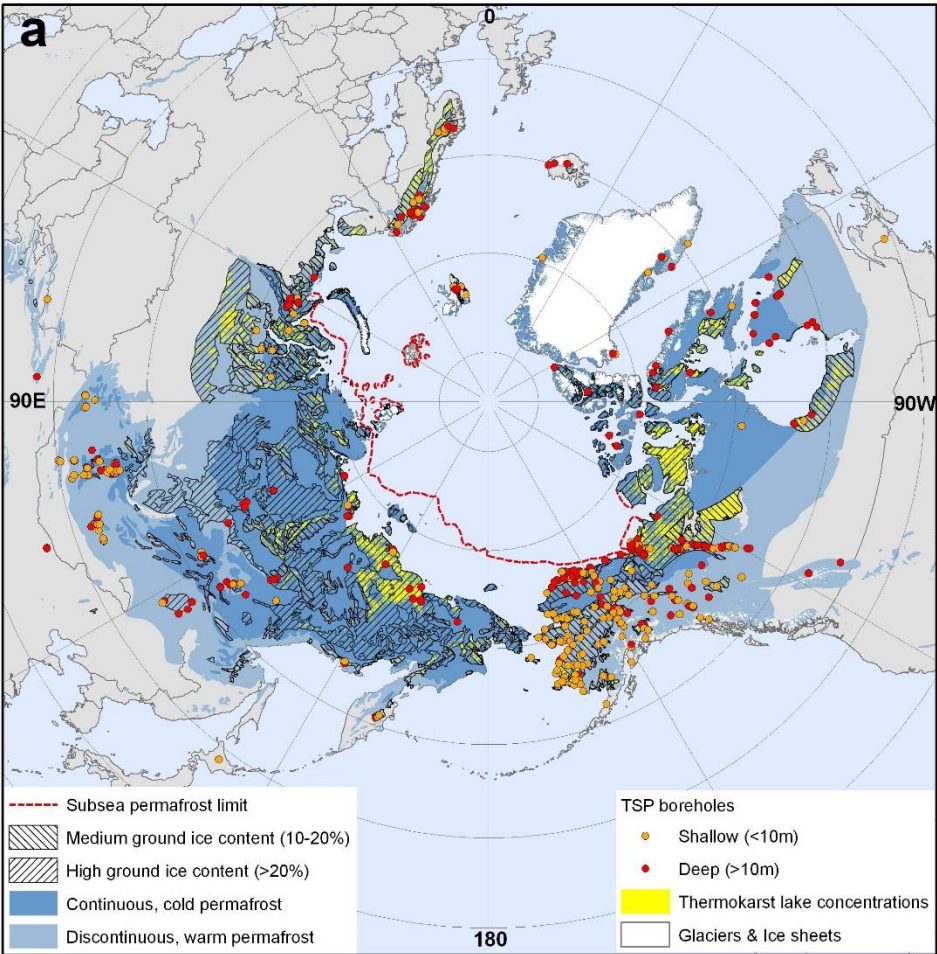 a
0
90E
90W
180
Subsea permafrost limit
Medium ground ice content (10-20%)
High ground ice content (>20%)
Continuous, cold permafrost
Discontinuous, warm permafrost
TSP boreholes
Shallow (<10m)
Deep (>10m)
Thermokarst lake concentrations
Glaciers & Ice sheets